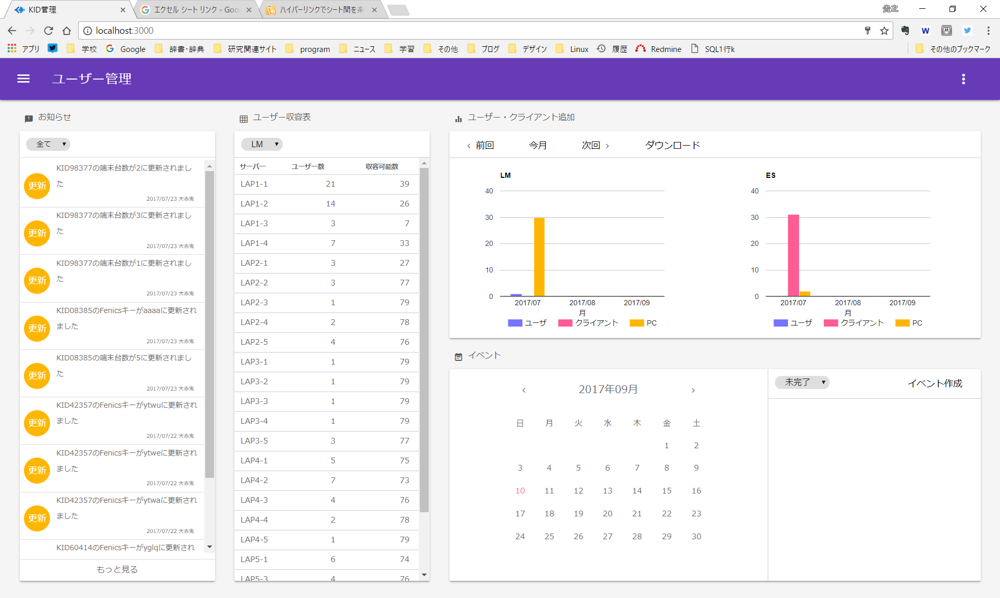 KID管理
エクセル シート リンク - Goo
ハイパーリンクでシート間を楽
貴之
localhost:3000
アプリ
学校
Google
辞書・辞典
研究関連サイト
program
ニュース
学習
その他
ブログ
デザイン
Linux
履歴
Redmine
SQL1行k
その他のブックマーク
ユーザー管理
お知らせ
全て ▼
更新
KID98377の端末台数が2に更新されまし
た
2017/07/23 大赤鬼
更新
KID98377の端末台数が3に更新されまし
た
2017/07/23 大赤鬼
更新
KID98377の端末台数が1に更新されまし
た
2017/07/23 大赤鬼
更新
KID08385のFenicsキーがaaaaに更新され
ました
2017/07/23 大赤鬼
更新
KID08385の端末台数が5に更新されまし
た
2017/07/23 大赤鬼
更新
KID42357のFenicsキーがytwuに更新され
ました
2017/07/22 大赤鬼
更新
KID42357のFenicsキーがytweに更新され
ました
2017/07/22 大赤鬼
更新
KID42357のFenicsキーがytwaに更新され
ました
2017/07/22 大赤鬼
KID60414のFenicsキーがyglqに更新され
もっと見る
ユーザー収容表
LM ▼
サーバー ユーザー数 収容可能数
LAP1-1 21 39
LAP1-2 14 26
LAP1-3 3 7
LAP1-4 7 33
LAP2-1 3 27
LAP2-2 3 77
LAP2-3 1 79
LAP2-4 2 78
LAP2-5 4 76
LAP3-1 1 79
LAP3-2 1 79
LAP3-3 1 79
LAP3-4 1 79
LAP3-5 3 77
LAP4-1 5 75
LAP4-2 7 73
LAP4-3 4 76
LAP4-4 2 78
LAP4-5 1 79
LAP5-1 6 74
LAP5-3 4 76
ユーザー・クライアント追加
‹ 前回 今月 次回 › ダウンロード
LM
40
30
20
10
0
2017/07 2017/08 2017/09
月
ユーザ クライアント PC
ES
40
30
20
10
0
2017/07 2017/08 2017/09
月
ユーザ クライアント PC
イベント
‹ 2017年09月 ›
日 月 火 水 木 金 土
1 2
3 4 5 6 7 8 9
10 11 12 13 14 15 16
17 18 19 20 21 22 23
24 25 26 27 28 29 30
未完了 ▼
イベント作成